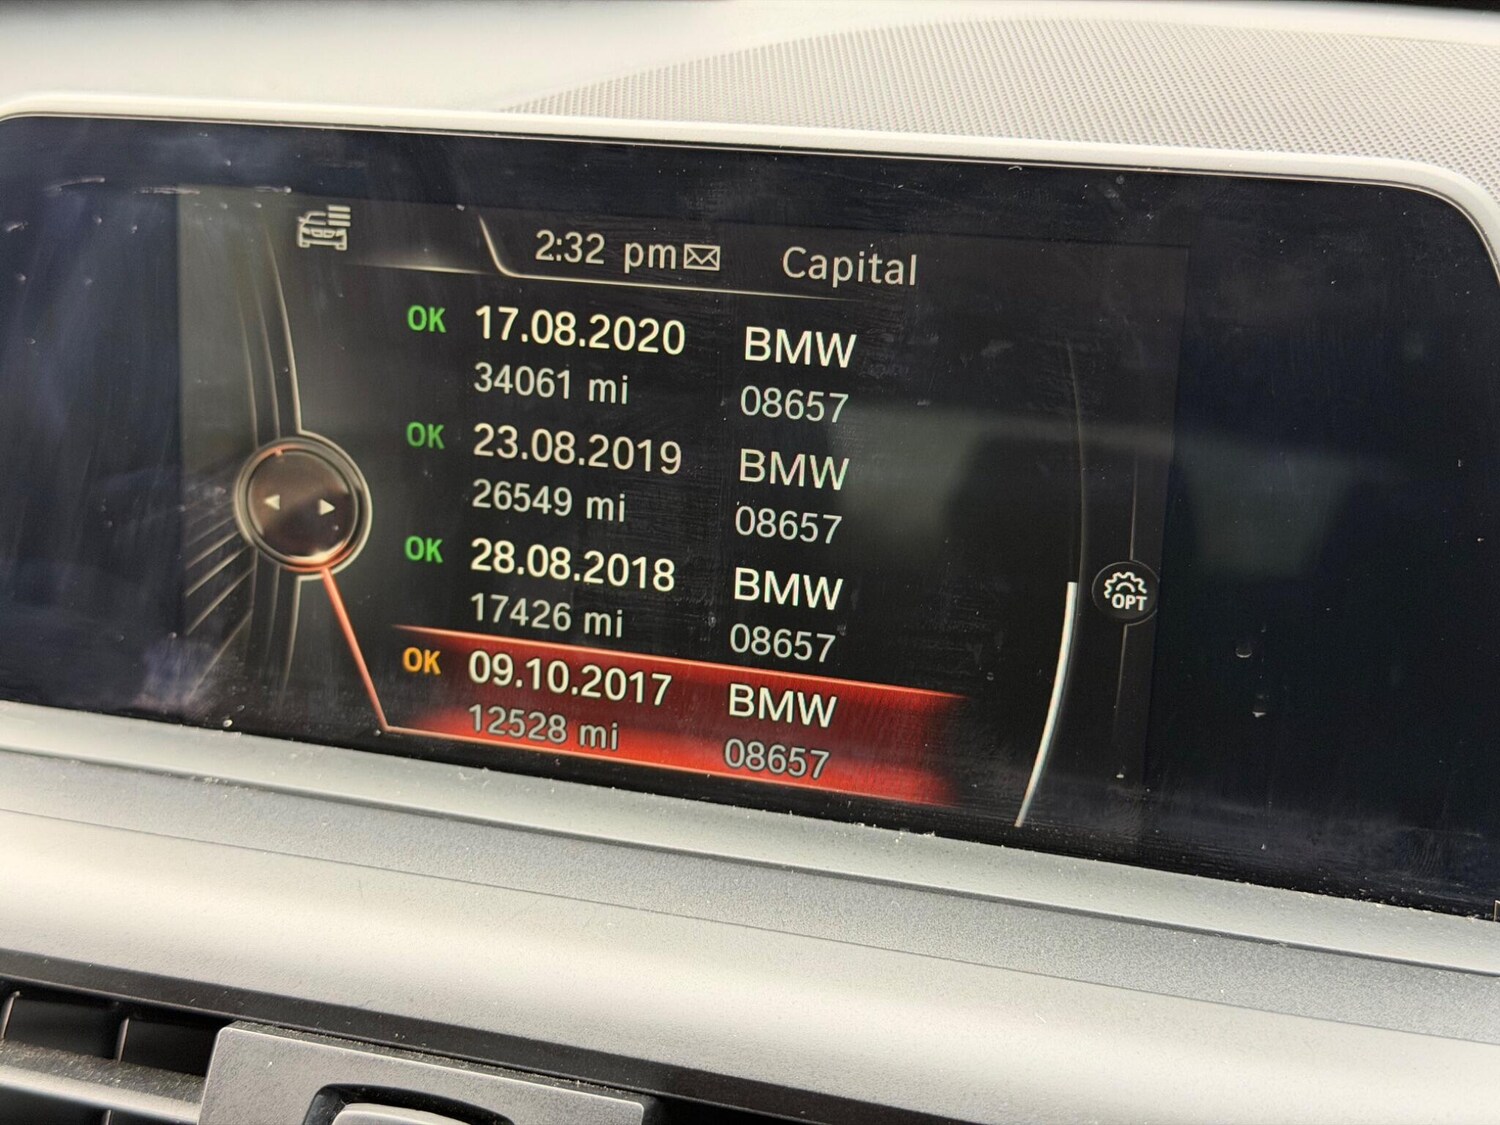 2:32 pm Capital
OK 17.08.2020 BMW
34061 mi 08657
OK 23.08.2019 BMW
26549 mi 08657
OK 28.08.2018 BMW
17426 mi 08657
OPT
OK 09.10.2017 BMW
12528 mi 08657